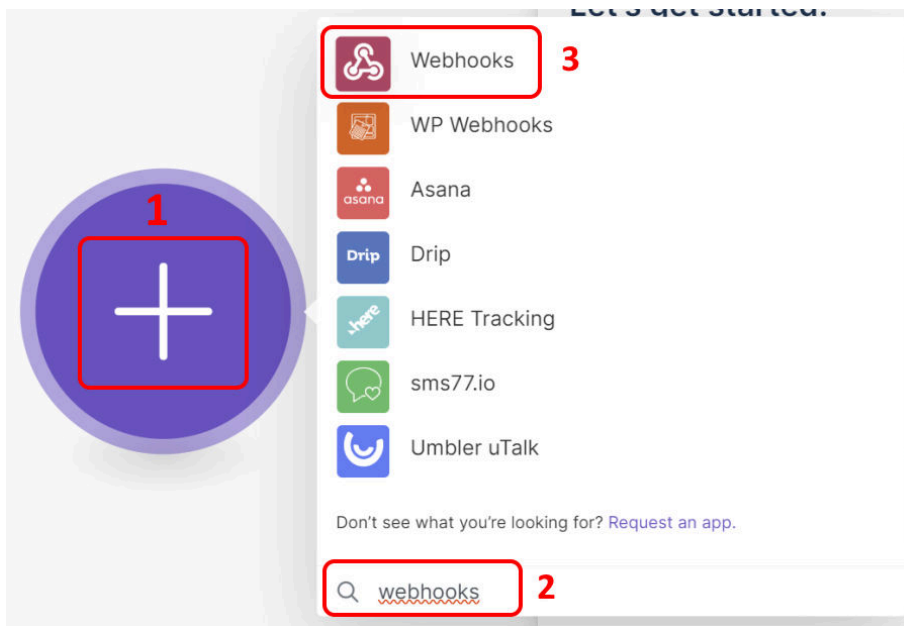 Let's get started.
Webhooks
3
WP Webhooks
1
asana
Asana
Drip
Drip
here
HERE Tracking
sms77.io
Umbler uTalk
Don't see what you're looking for? Request an app.
webhooks
2